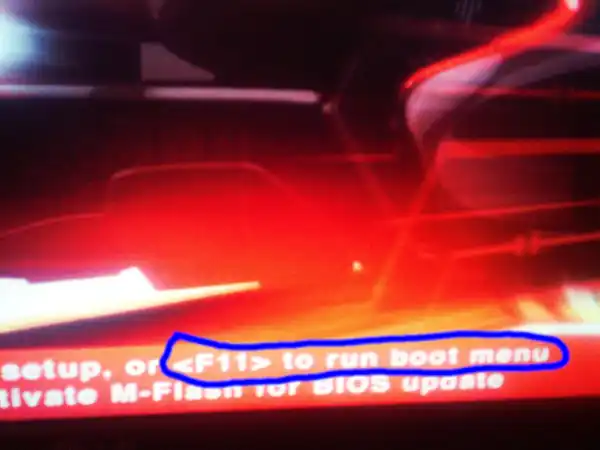 setup, or <F11> to run boot menu
tivate M-Flash for BIOS update